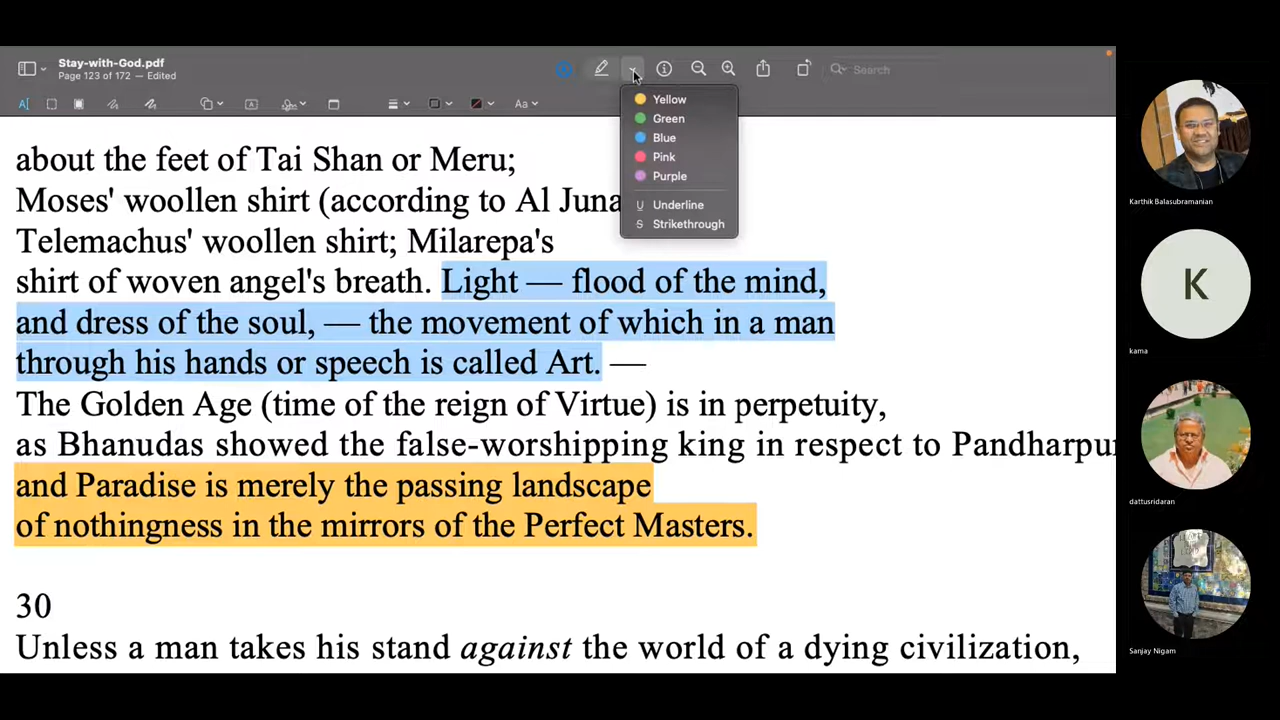 Stay-with-God.pdf
Page 123 of 172 — Edited
Search
Aa
Yellow
Green
Blue
Pink
Purple
U Underline
S Strikethrough
about the feet of Tai Shan or Meru;
Moses' woollen shirt (according to Al Juna
Telemachus' woollen shirt; Milarepa's
shirt of woven angel's breath. Light — flood of the mind,
and dress of the soul, — the movement of which in a man
through his hands or speech is called Art. —
The Golden Age (time of the reign of Virtue) is in perpetuity,
as Bhanudas showed the false-worshipping king in respect to Pandharpur
and Paradise is merely the passing landscape
of nothingness in the mirrors of the Perfect Masters.
30
Unless a man takes his stand against the world of a dying civilization,
Karthik Balasubramanian
K
kama
dattusridaran
Sanjay Nigam